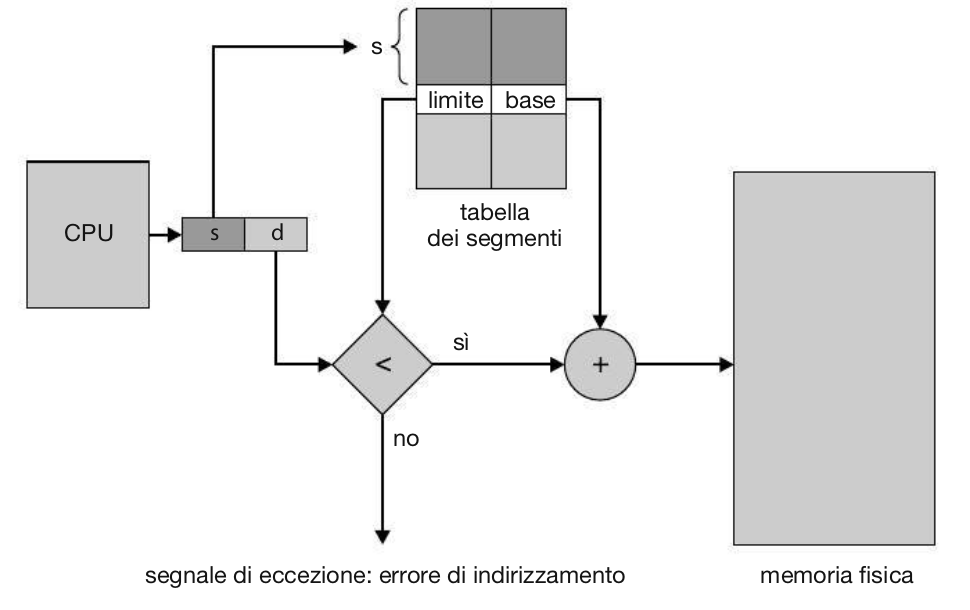 s
limite base
tabella
dei segmenti
CPU
s d
<
sì
+
no
segnale di eccezione: errore di indirizzamento
memoria fisica